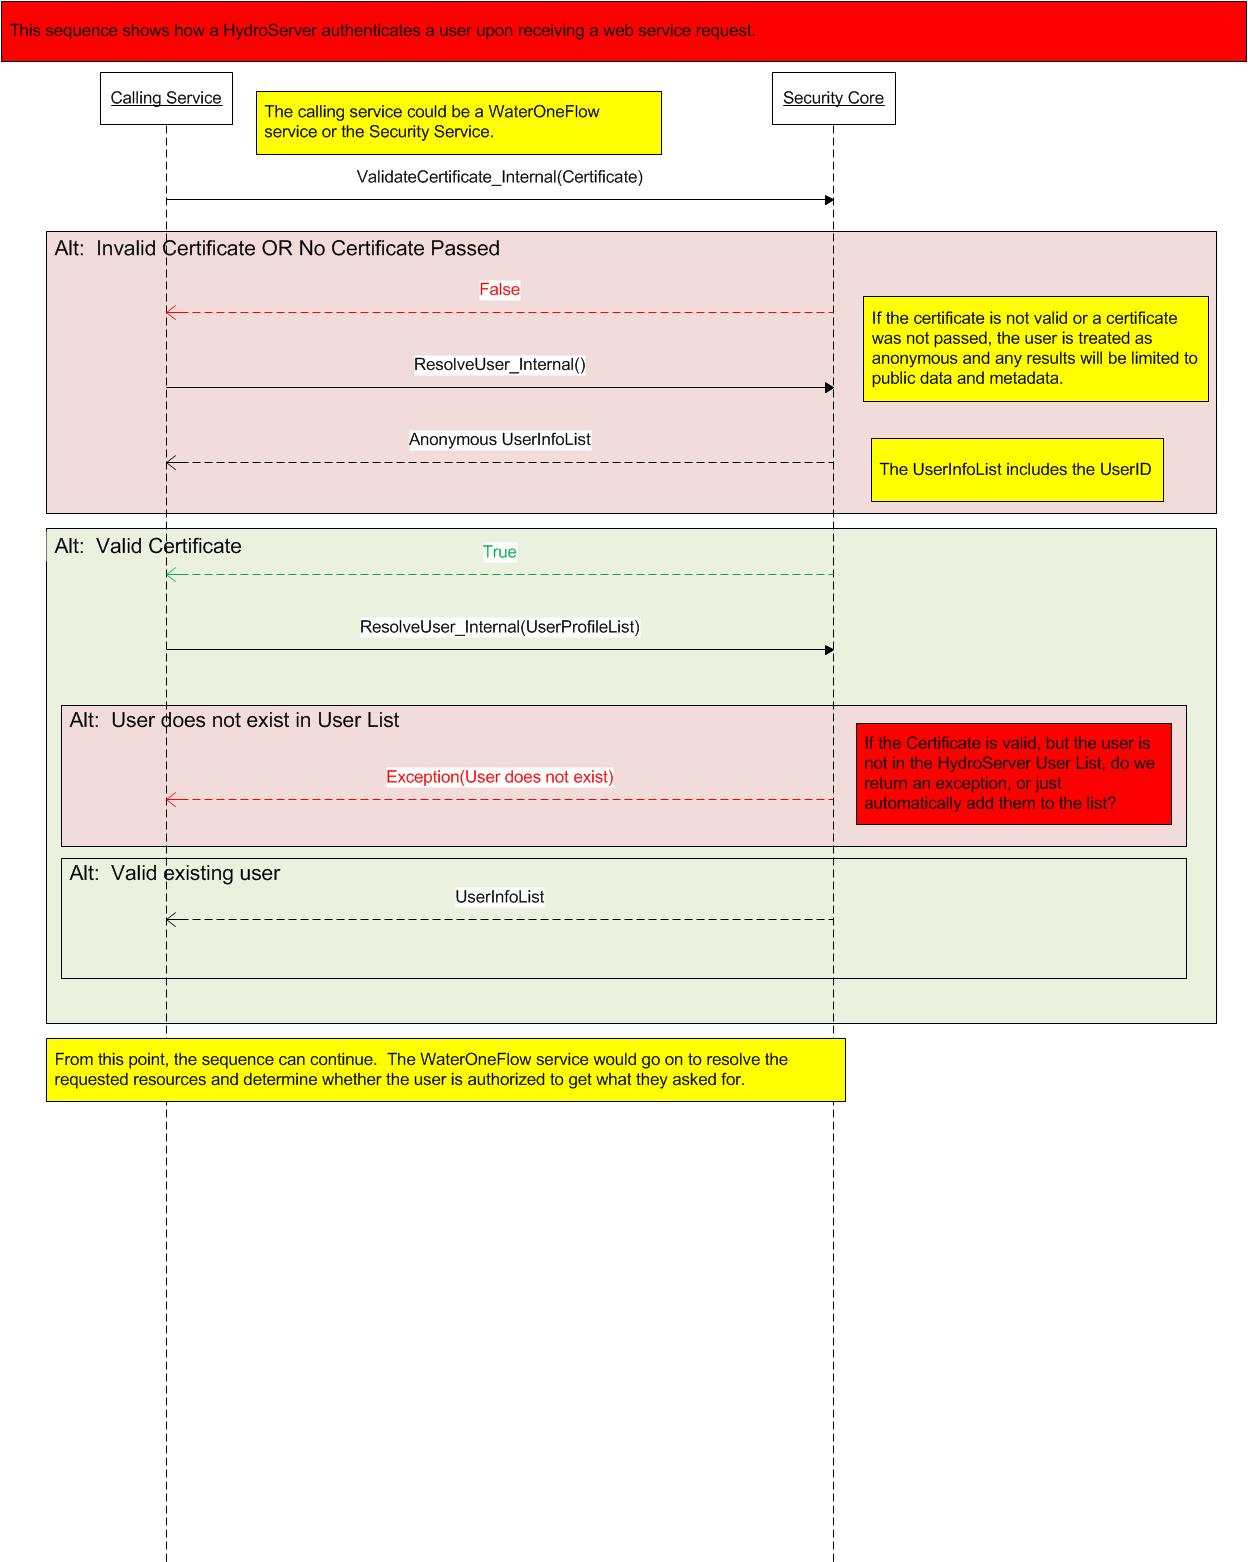 This sequence shows how a HydroServer authenticates a user upon receiving a web service request.
Calling Service
The calling service could be a WaterOneFlow
service or the Security Service.
Security Core
ValidateCertificate_Internal(Certificate)
Alt:  Invalid Certificate OR No Certificate Passed
False
If the certificate is not valid or a certificate
was not passed, the user is treated as
anonymous and any results will be limited to
public data and metadata.
ResolveUser_Internal()
Anonymous UserInfoList
The UserInfoList includes the UserID
Alt:  Valid Certificate
True
ResolveUser_Internal(UserProfileList)
Alt:  User does not exist in User List
If the Certificate is valid, but the user is
not in the HydroServer User List, do we
return an exception, or just
automatically add them to the list?
Exception(User does not exist)
Alt:  Valid existing user
UserInfoList
From this point, the sequence can continue.  The WaterOneFlow service would go on to resolve the
requested resources and determine whether the user is authorized to get what they asked for.